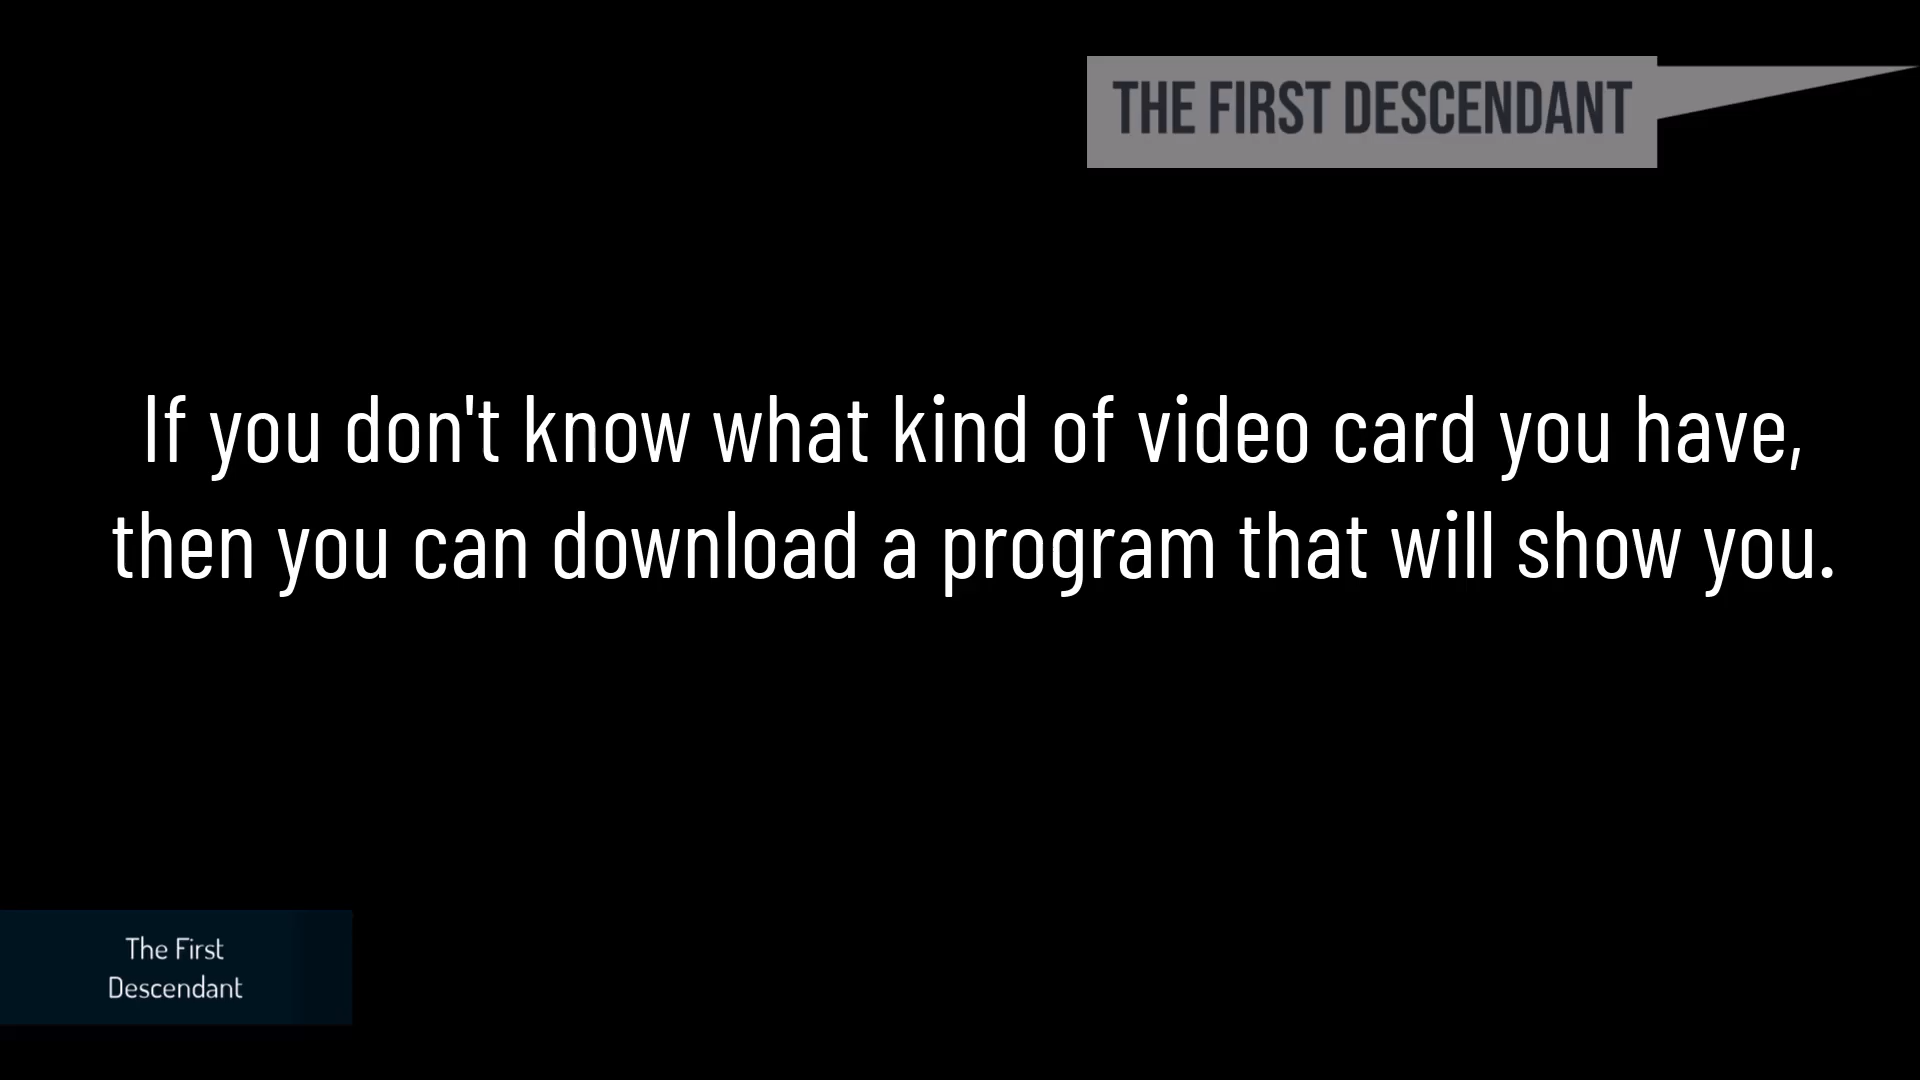 THE FIRST DESCENDANT
If you don't know what kind of video card you have,
then you can download a program that will show you.
The First
Descendant